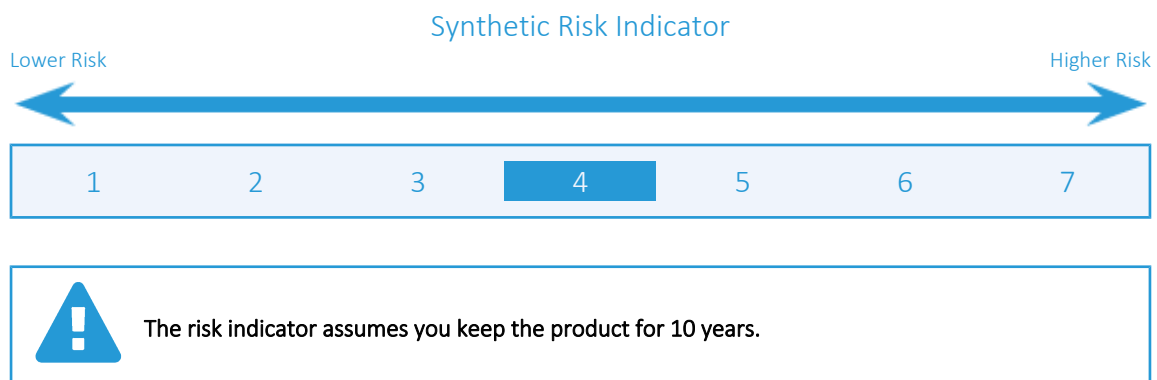 Synthetic Risk Indicator
Lower Risk Higher Risk
1 2 3 4 5 6 7
The risk indicator assumes you keep the product for 10 years.